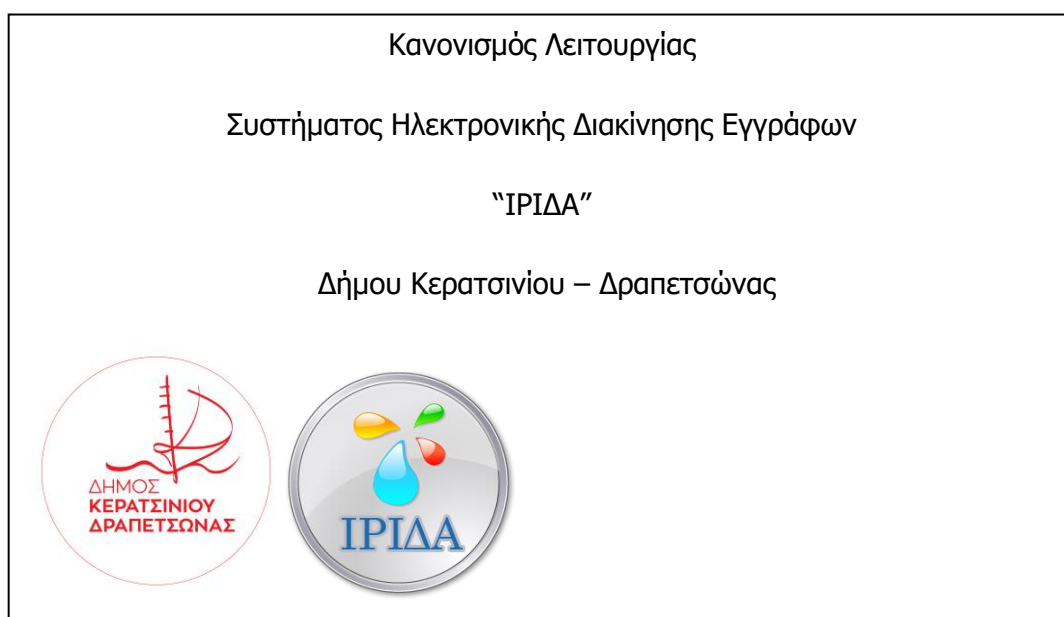 Κανονισμός Λειτουργίας
Συστήματος Ηλεκτρονικής Διακίνησης Εγγράφων
“ΙΡΙΔΑ”
Δήμου Κερατσινίου – Δραπετσώνας
ΔΗΜΟΣ
ΚΕΡΑΤΣΙΝΙΟΥ
ΔΡΑΠΕΤΣΩΝΑΣ
ΙΡΙΔΑ